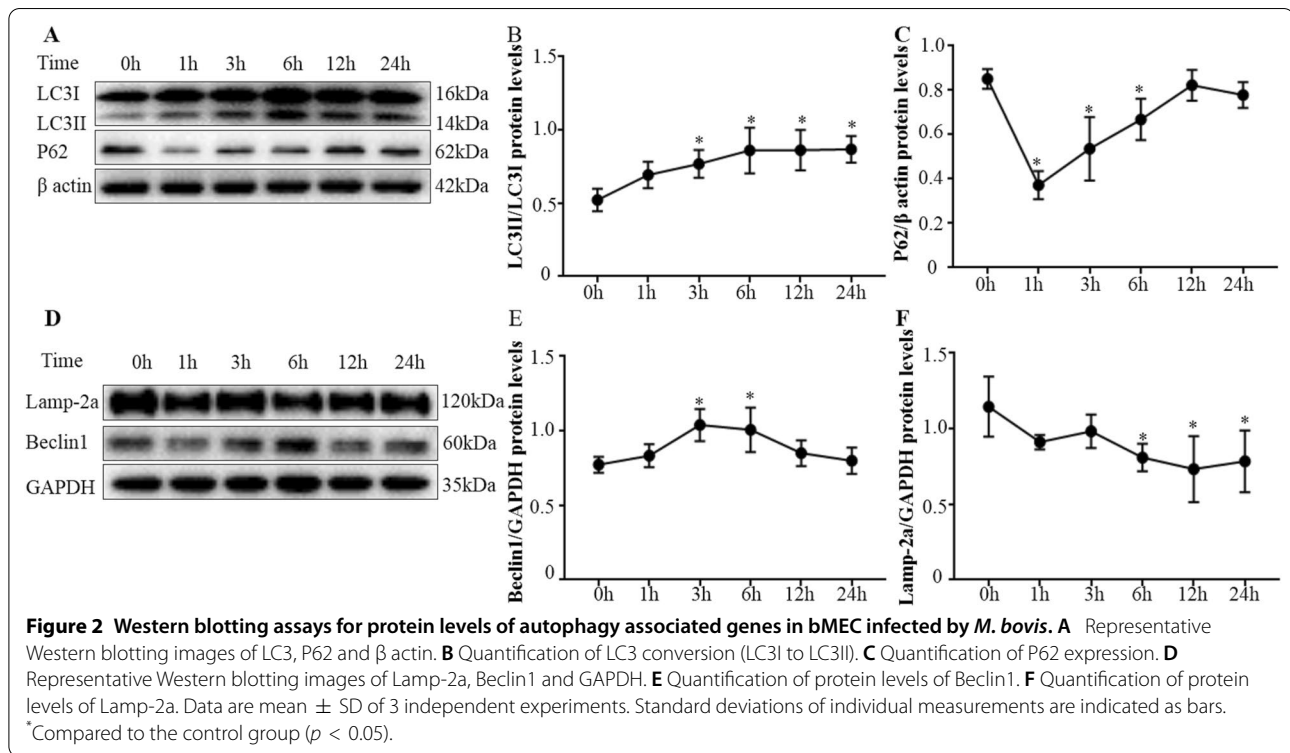 A
Time 0h 1h 3h 6h 12h 24h
LC3I 16kDa
LC3II 14kDa
P62 62kDa
β actin 42kDa
B
LC3II/LC3I protein levels
1.5
1.0
0.5
0
* * * *
0h 1h 3h 6h 12h 24h
C
P62/β actin protein levels
1.0
0.8
0.6
0.4
0.2
0
* * *
0h 1h 3h 6h 12h 24h
D
Time 0h 1h 3h 6h 12h 24h
Lamp-2a 120kDa
Beclin1 60kDa
GAPDH 35kDa
E
Beclin1/GAPDH protein levels
1.5
1.0
0.5
0
* *
0h 1h 3h 6h 12h 24h
F
Lamp-2a/GAPDH protein levels
1.5
1.0
0.5
0
* * *
0h 1h 3h 6h 12h 24h
Figure 2 Western blotting assays for protein levels of autophagy associated genes in bMEC infected by M. bovis. A Representative
Western blotting images of LC3, P62 and β actin. B Quantification of LC3 conversion (LC3I to LC3II). C Quantification of P62 expression. D
Representative Western blotting images of Lamp-2a, Beclin1 and GAPDH. E Quantification of protein levels of Beclin1. F Quantification of protein
levels of Lamp-2a. Data are mean ± SD of 3 independent experiments. Standard deviations of individual measurements are indicated as bars.
*Compared to the control group (p < 0.05).